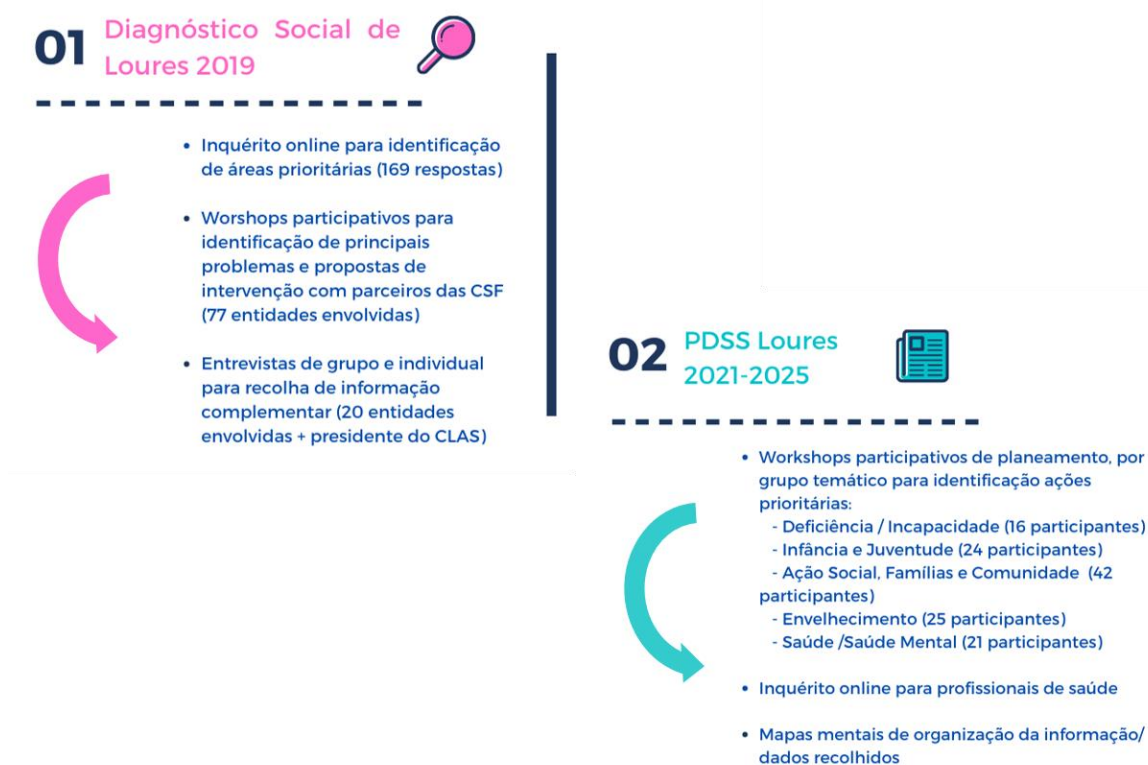 01
Diagnóstico Social de
Loures 2019
• Inquérito online para identificação
de áreas prioritárias (169 respostas)
• Worshops participativos para
identificação de principais
problemas e propostas de
intervenção com parceiros das CSF
(77 entidades envolvidas)
• Entrevistas de grupo e individual
para recolha de informação
complementar (20 entidades
envolvidas + presidente do CLAS)
02
PDSS Loures
2021-2025
• Workshops participativos de planeamento, por
grupo temático para identificação ações
prioritárias:
- Deficiência / Incapacidade (16 participantes)
- Infância e Juventude (24 participantes)
- Ação Social, Famílias e Comunidade (42
participantes)
- Envelhecimento (25 participantes)
- Saúde /Saúde Mental (21 participantes)
• Inquérito online para profissionais de saúde
• Mapas mentais de organização da informação/
dados recolhidos